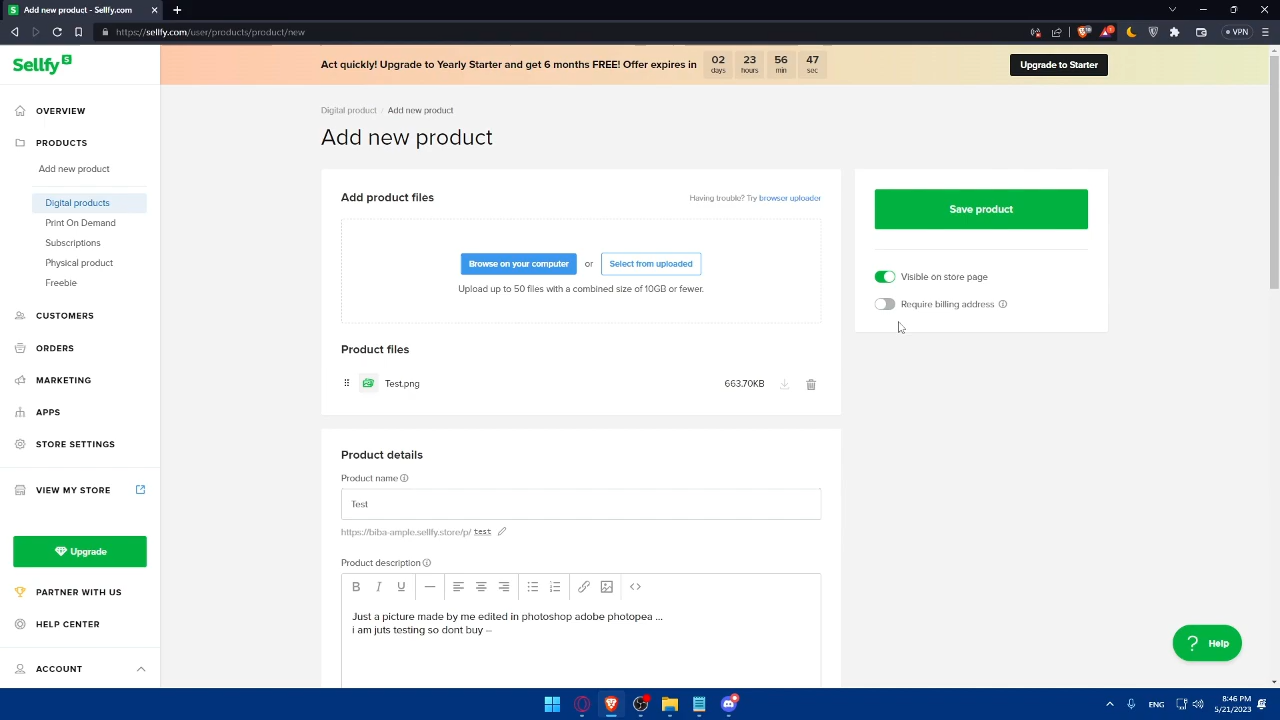 Add new product - Sellfy.com
https://sellfy.com/user/products/product/new
VPN
Sellfy
Act quickly! Upgrade to Yearly Starter and get 6 months FREE! Offer expires in
02 days
23 hours
56 min
47 sec
Upgrade to Starter
OVERVIEW
PRODUCTS
Add new product
Digital products
Print On Demand
Subscriptions
Physical product
Freebie
CUSTOMERS
ORDERS
MARKETING
APPS
STORE SETTINGS
VIEW MY STORE
Upgrade
PARTNER WITH US
HELP CENTER
ACCOUNT
Digital product / Add new product
Add new product
Add product files
Having trouble? Try browser uploader
Browse on your computer or Select from uploaded
Upload up to 50 files with a combined size of 10GB or fewer.
Product files
Test.png 663.70KB
Product details
Product name
Test
https://biba-ample.sellfy.store/p/ test
Product description
B I U
Just a picture made by me edited in photoshop adobe photopea ...
i am juts testing so dont buy --
Save product
Visible on store page
Require billing address
? Help
ENG
8:46 PM
5/21/2023